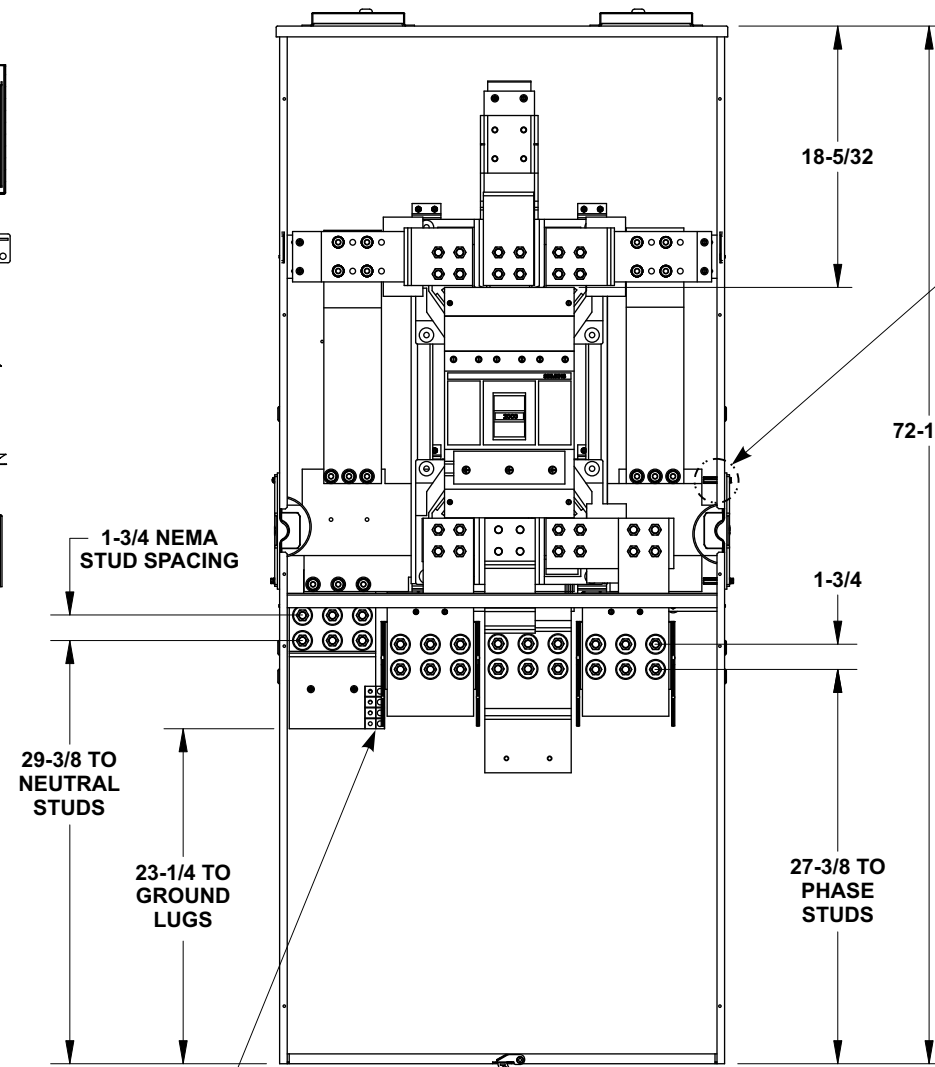 18-5/32
72-1
1-3/4 NEMA
STUD SPACING
1-3/4
29-3/8 TO
NEUTRAL
STUDS
23-1/4 TO
GROUND
LUGS
27-3/8 TO
PHASE
STUDS